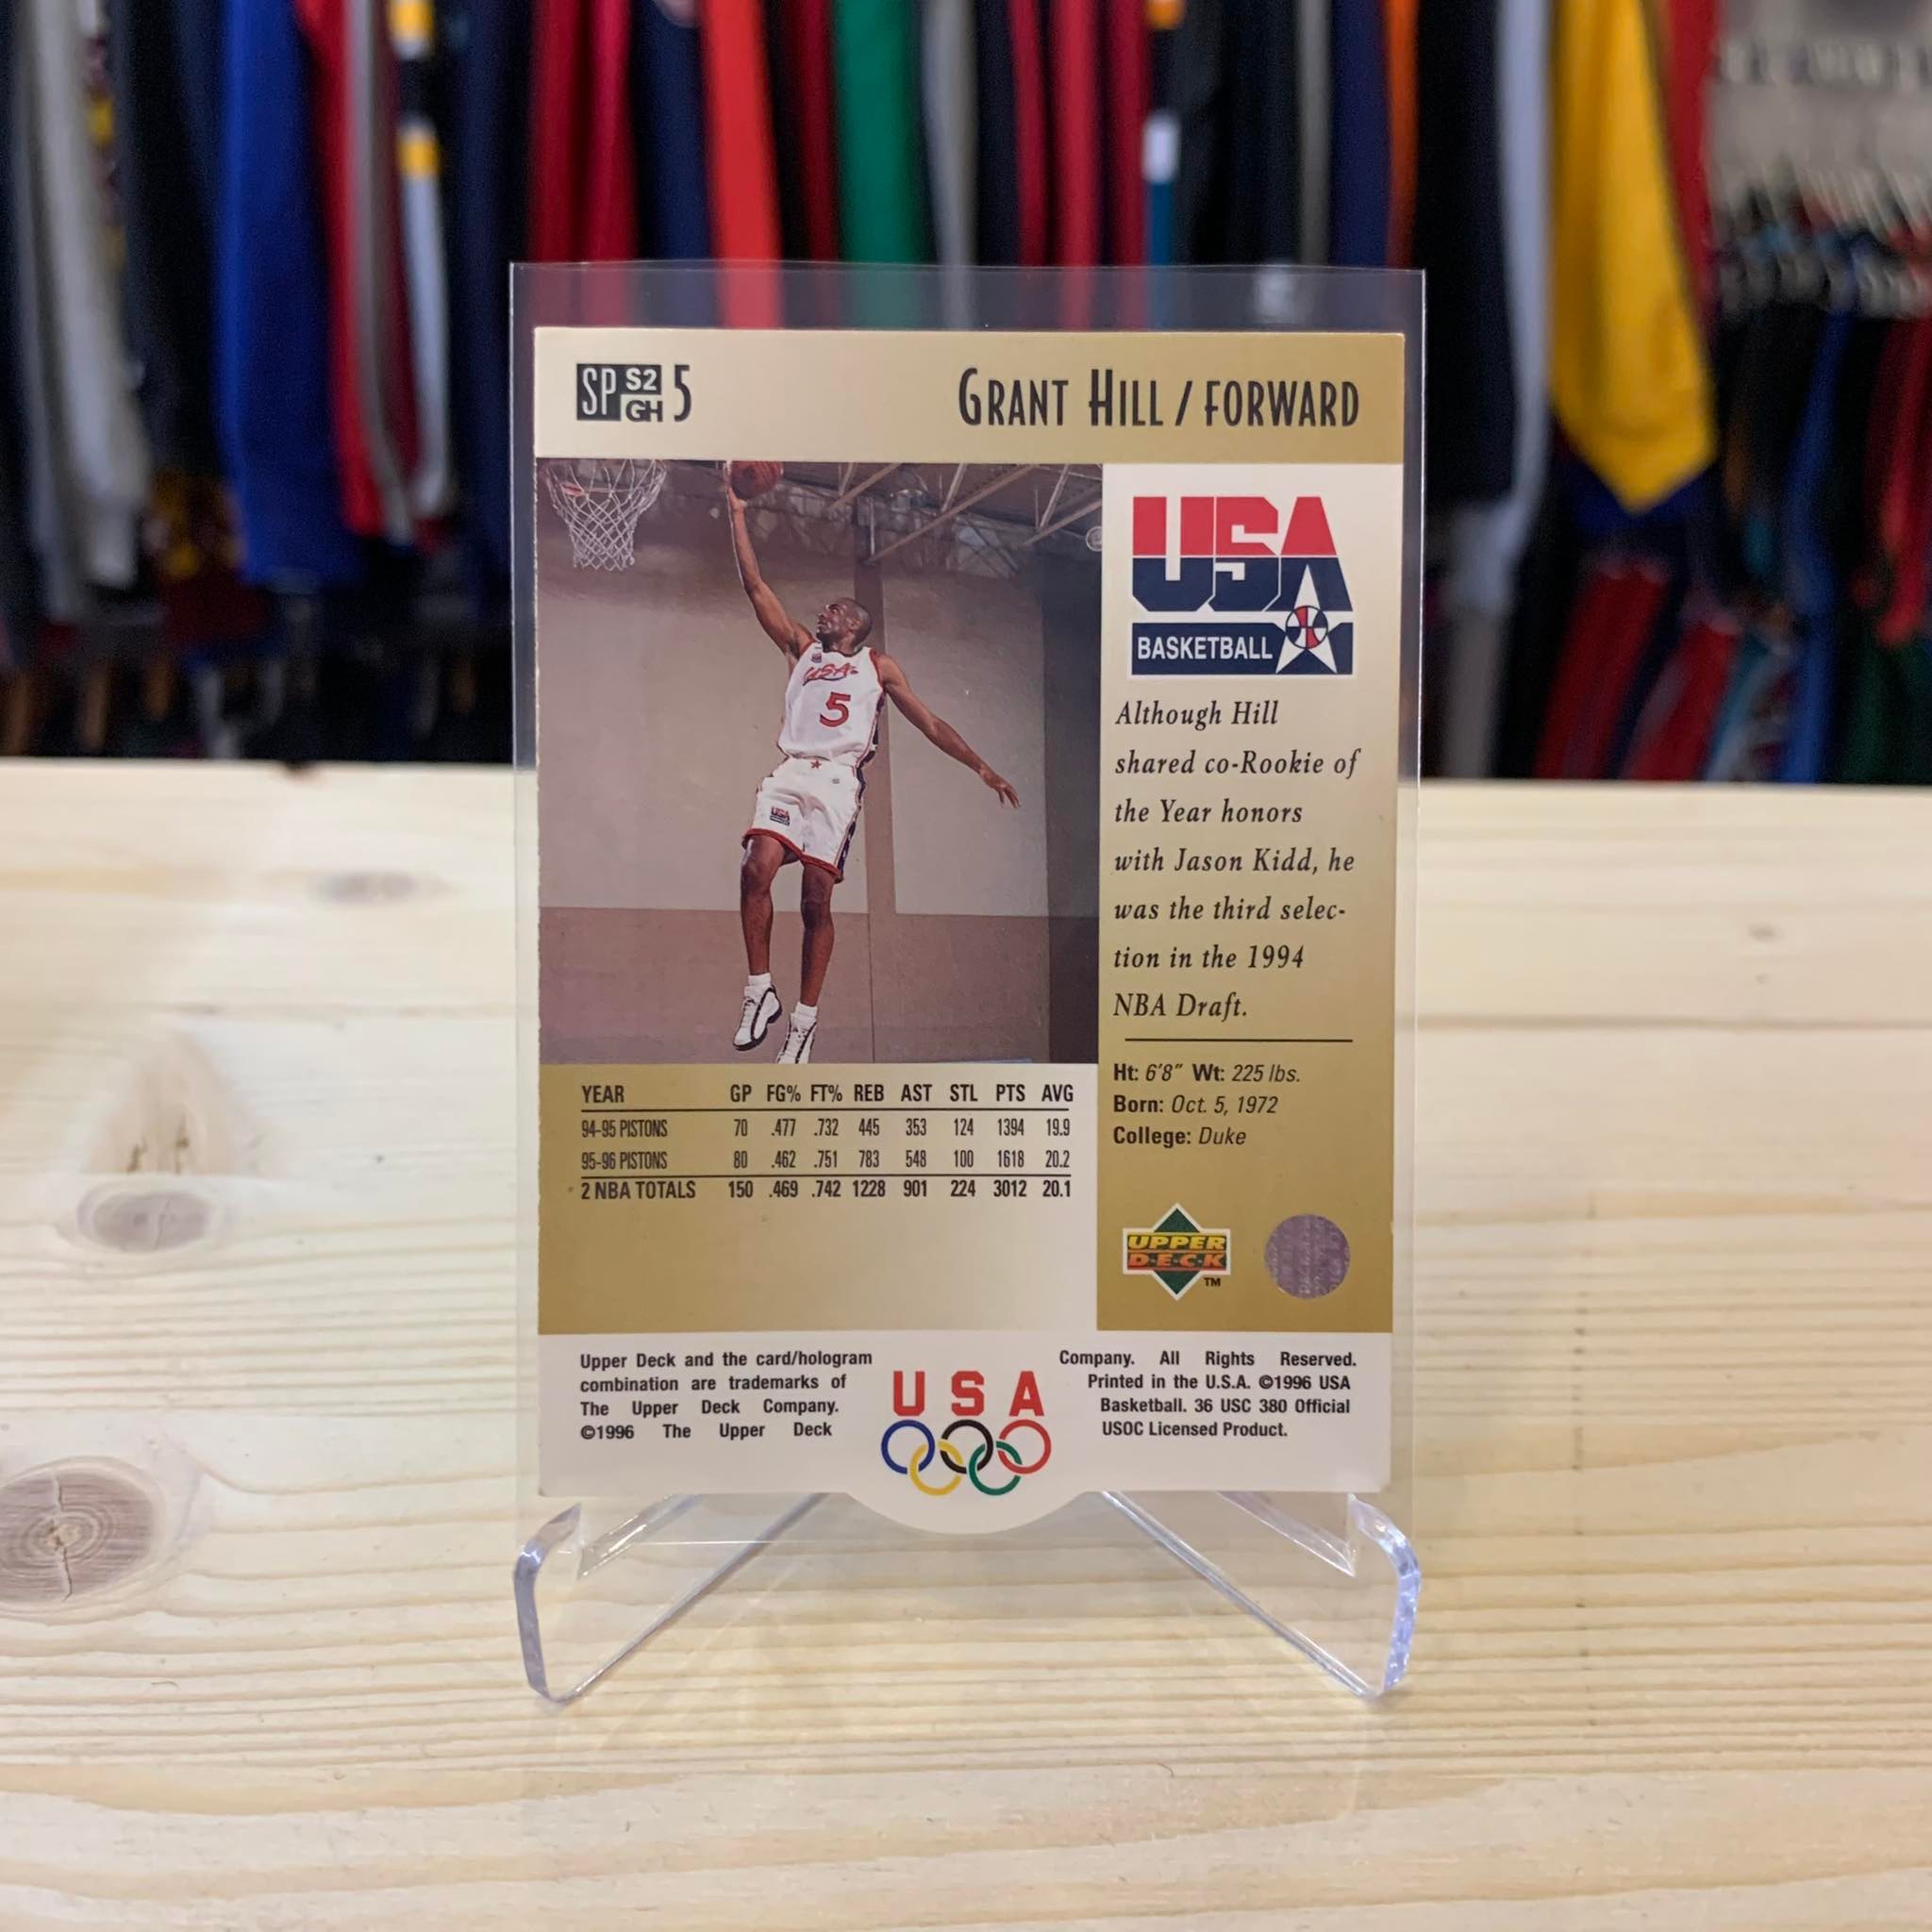 SP S2 GH 5
GRANT HILL / FORWARD
USA
BASKETBALL
USA
5
Although Hill
shared co-Rookie of
the Year honors
with Jason Kidd, he
was the third selec-
tion in the 1994
NBA Draft.
Ht: 6'8" Wt: 225 lbs.
Born: Oct. 5, 1972
College: Duke
YEAR GP FG% FT% REB AST STL PTS AVG
94-95 PISTONS 70 .477 .732 445 353 124 1394 19.9
95-96 PISTONS 80 .462 .751 783 548 100 1618 20.2
2 NBA TOTALS 150 .469 .742 1228 901 224 3012 20.1
UPPER
D·E·C·K
TM
Upper Deck and the card/hologram
combination are trademarks of
The Upper Deck Company.
©1996 The Upper Deck
USA
Company. All Rights Reserved.
Printed in the U.S.A. ©1996 USA
Basketball. 36 USC 380 Official
USOC Licensed Product.